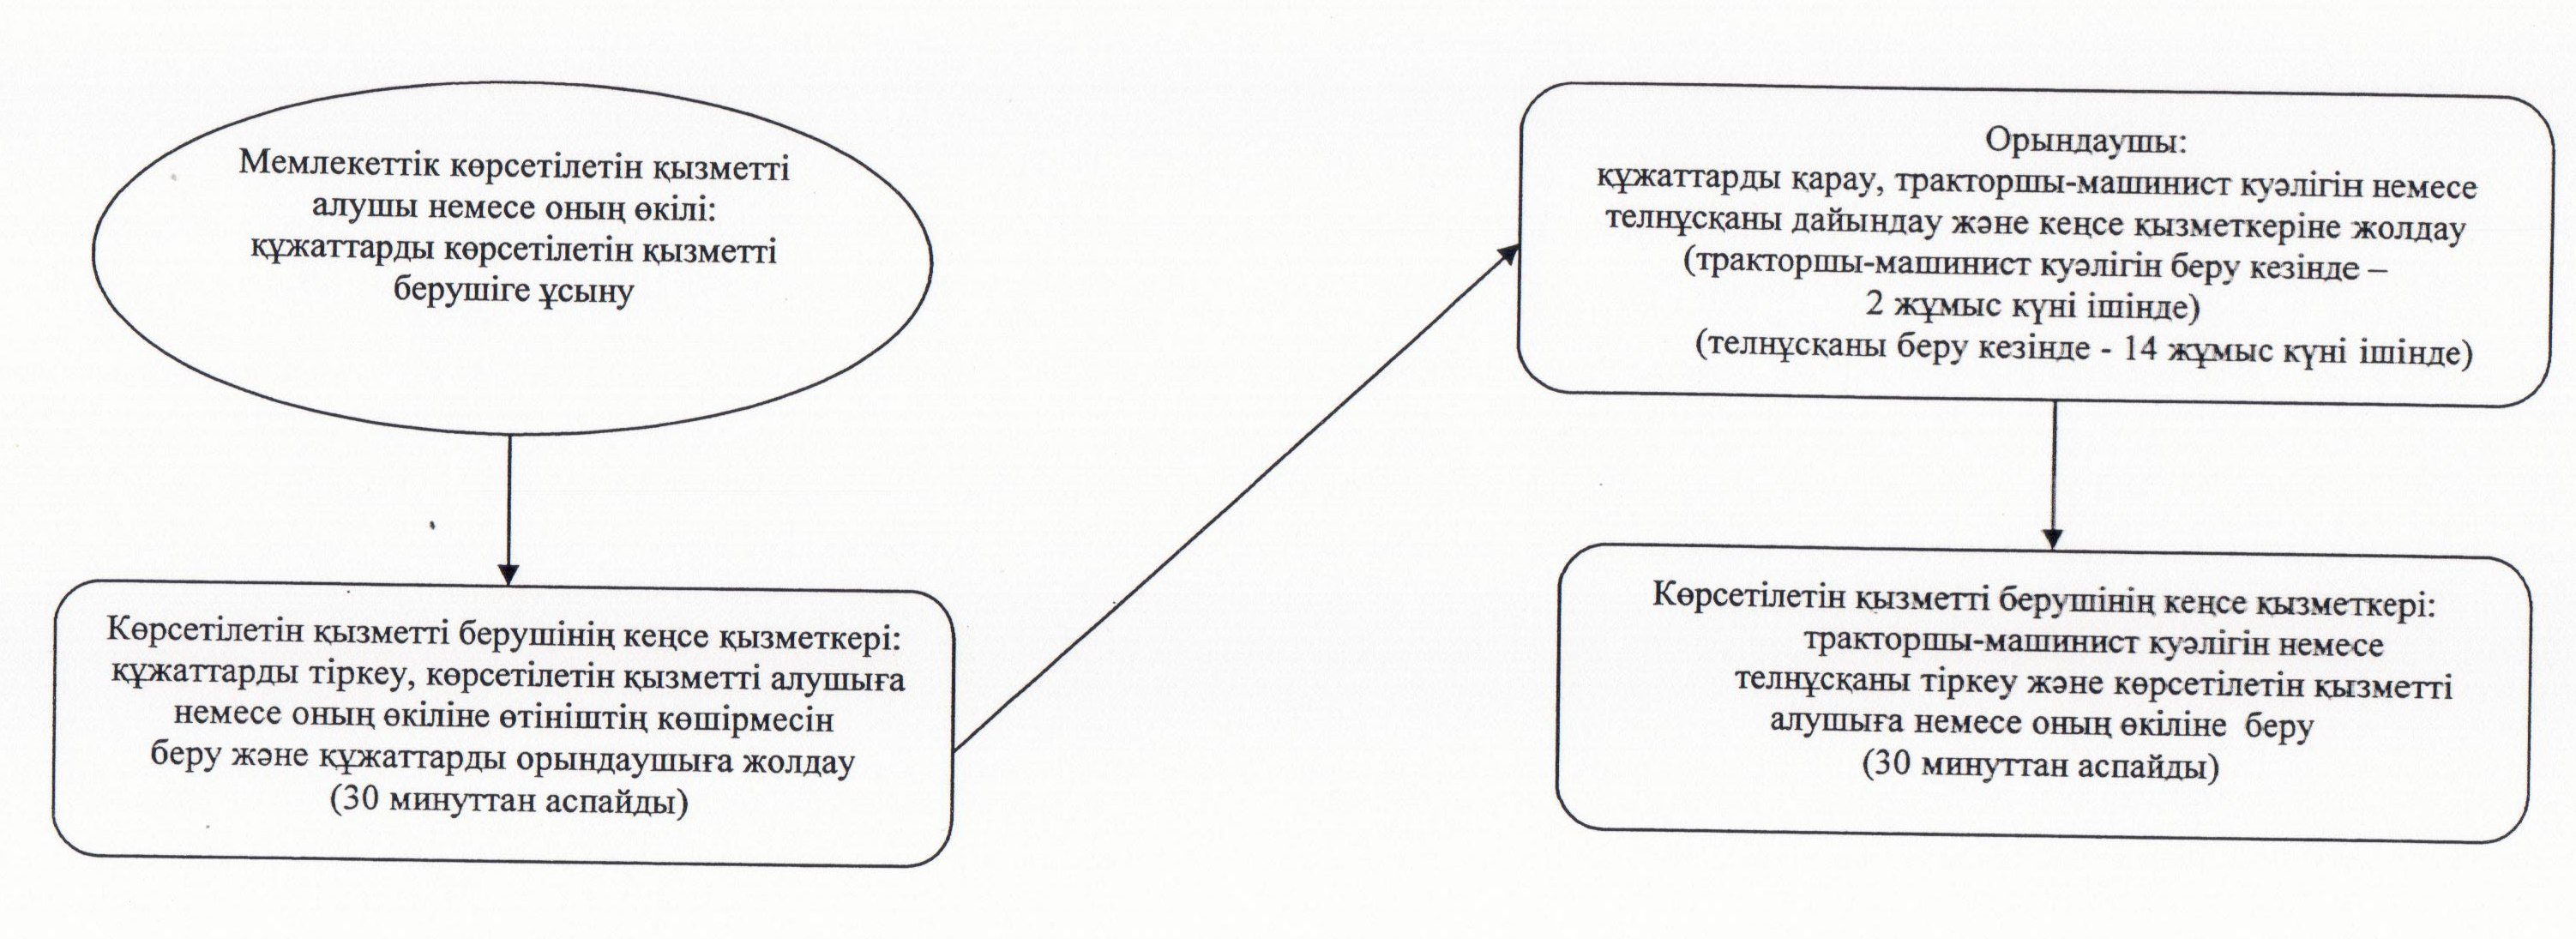 Мемлекеттік көрсетілетін қызметті
алушы немесе оның өкілі:
құжаттарды көрсетілетін қызметті
берушіге ұсыну
Көрсетілетін қызметті берушінің кеңсе қызметкері:
құжаттарды тіркеу, көрсетілетін қызметті алушыға
немесе оның өкіліне өтініштің көшірмесін
беру және құжаттарды орындаушыға жолдау
(30 минуттан аспайды)
Орындаушы:
құжаттарды қарау, тракторшы-машинист куәлігін немесе
телнұсқаны дайындау және кеңсе қызметкеріне жолдау
(тракторшы-машинист куәлігін беру кезінде –
2 жұмыс күні ішінде)
(телнұсқаны беру кезінде - 14 жұмыс күні ішінде)
Көрсетілетін қызметті берушінің кеңсе қызметкері:
тракторшы-машинист куәлігін немесе
телнұсқаны тіркеу және көрсетілетін қызметті
алушыға немесе оның өкіліне беру
(30 минуттан аспайды)